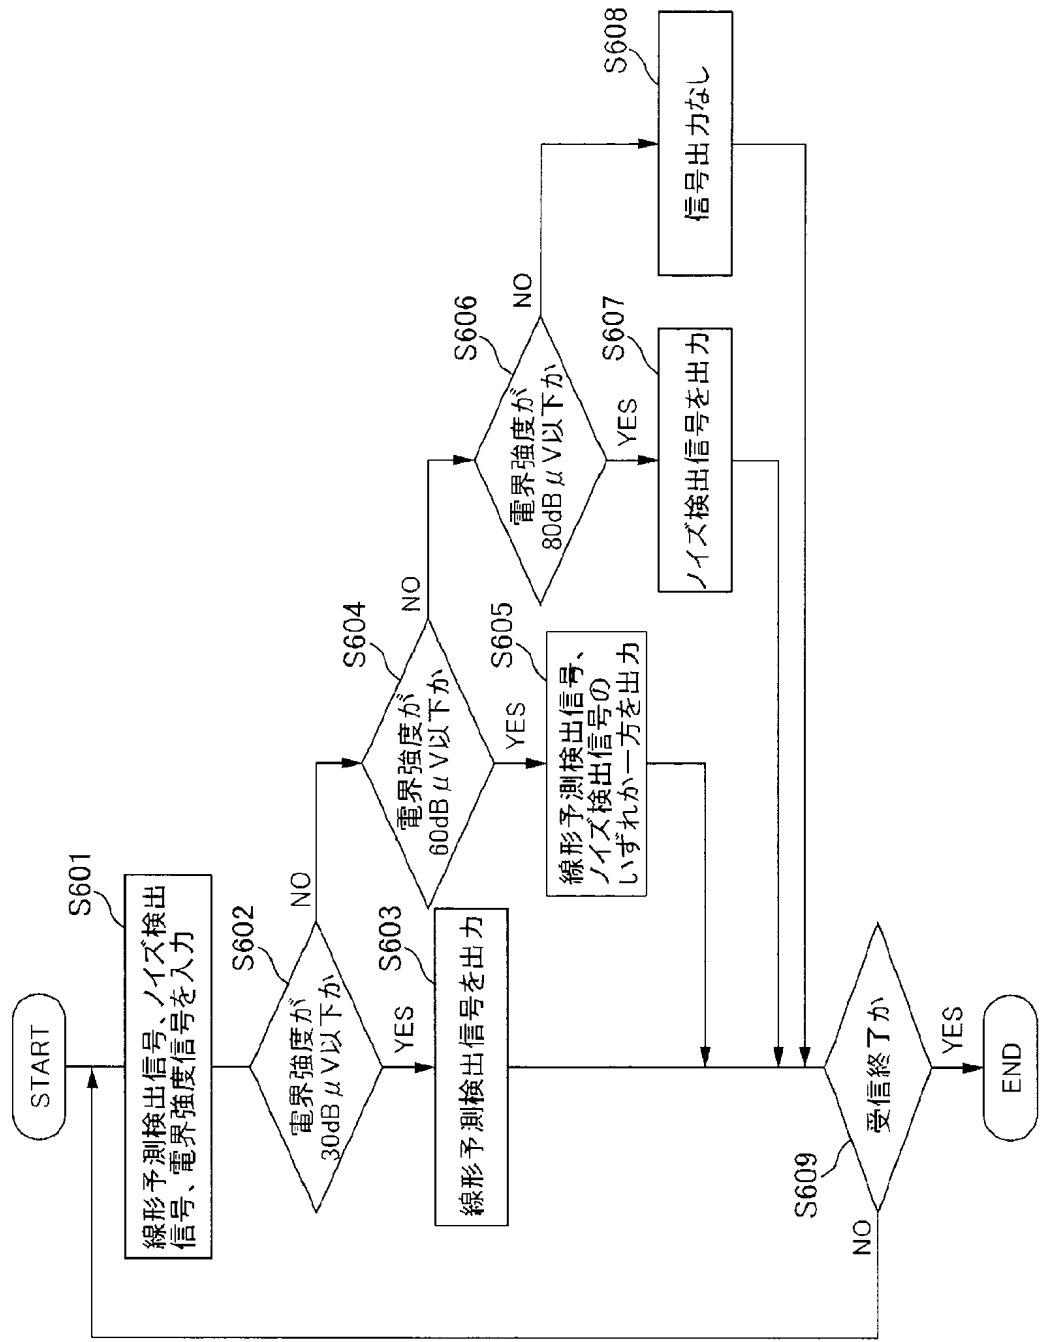 START
S601
線形予測検出信号、ノイズ検出
信号、電界強度信号を入力
S602
電界強度が
30dBμV以下か
NO
YES
S603
線形予測検出信号を出力
S604
電界強度が
60dBμV以下か
NO
YES
S605
線形予測検出信号、
ノイズ検出信号の
いずれか一方を出力
S606
電界強度が
80dBμV以下か
NO
YES
S607
ノイズ検出信号を出力
S608
信号出力なし
S609
受信終了か
NO
YES
END